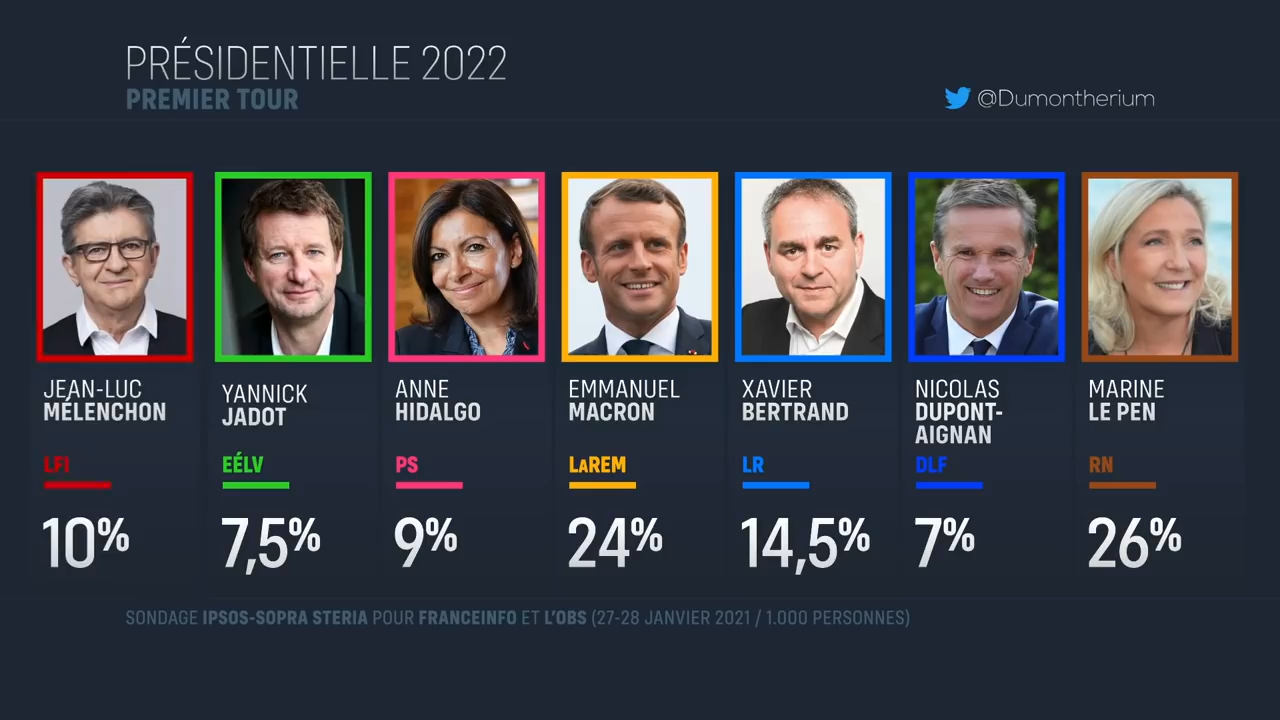 PRÉSIDENTIELLE 2022
PREMIER TOUR
@Dumontherium
JEAN-LUC
MÉLENCHON
LFI
10%
YANNICK
JADOT
EÉLV
7,5%
ANNE
HIDALGO
PS
9%
EMMANUEL
MACRON
LAREM
24%
XAVIER
BERTRAND
LR
14,5%
NICOLAS
DUPONT-
AIGNAN
DLF
7%
MARINE
LE PEN
RN
26%
SONDAGE IPSOS-SOPRA STERIA POUR FRANCEINFO ET L'OBS (27-28 JANVIER 2021 / 1.000 PERSONNES)